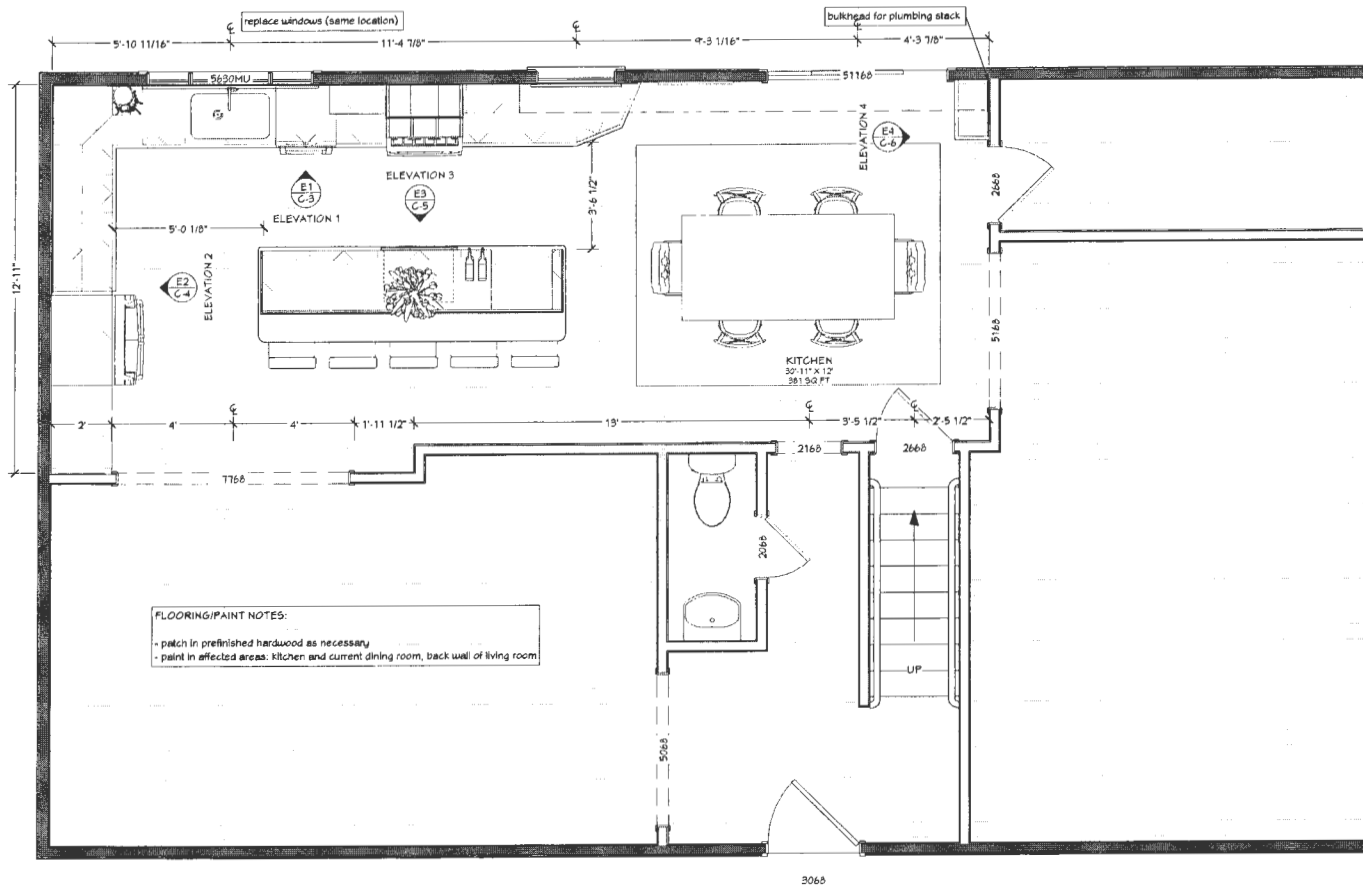 replace windows (same location)
bulkhead for plumbing stack
5'-10 11/16"
11'-4 7/8"
9'-3 1/16"
4'-3 7/8"
5630MU
51168
ELEVATION 4
E4
C-6
ELEVATION 3
E1
C-3
E3
C-5
ELEVATION 1
3'-6 1/2"
2668
5'-0 1/8"
12'-11"
E2
C-4
ELEVATION 2
5168
KITCHEN
30'-11" X 12'
381 SQ FT
2'
4'
4'
1'-11 1/2"
13'
3'-5 1/2"
2'-5 1/2"
7768
2168
2668
2068
FLOORING/PAINT NOTES:
- patch in prefinished hardwood as necessary
- paint in affected areas: kitchen and current dining room, back wall of living room
UP
5068
3068